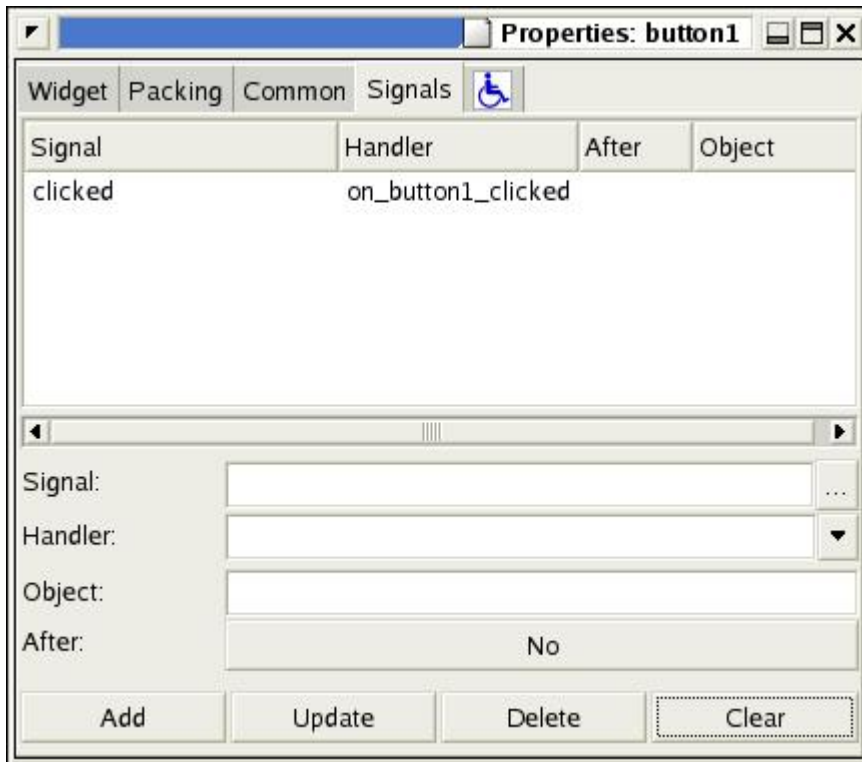 Properties: button1
Widget Packing Common Signals
Signal Handler After Object
clicked on_button1_clicked
Signal: ...
Handler:
Object:
After: No
Add Update Delete Clear